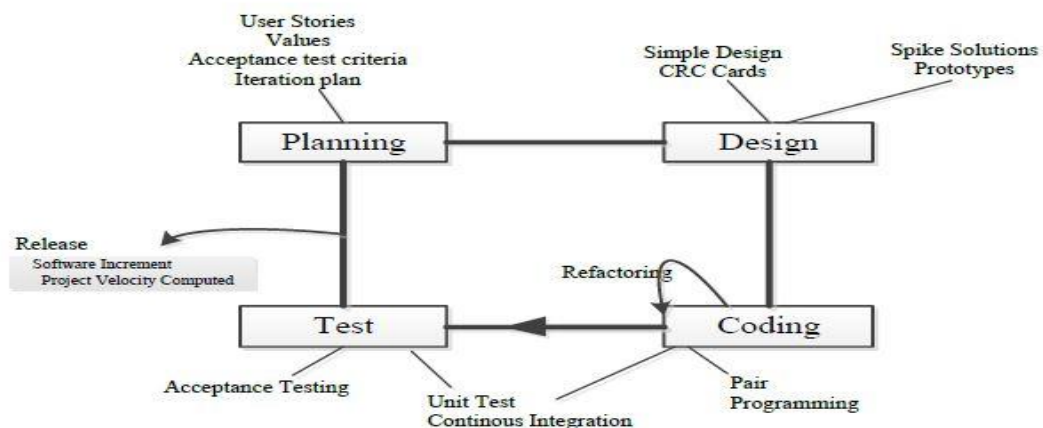 User Stories
Values
Acceptance test criteria
Iteration plan
Simple Design
CRC Cards
Spike Solutions
Prototypes
Planning
Design
Release
Software Increment
Project Velocity Computed
Refactoring
Test
Coding
Acceptance Testing
Unit Test
Continous Integration
Pair
Programming